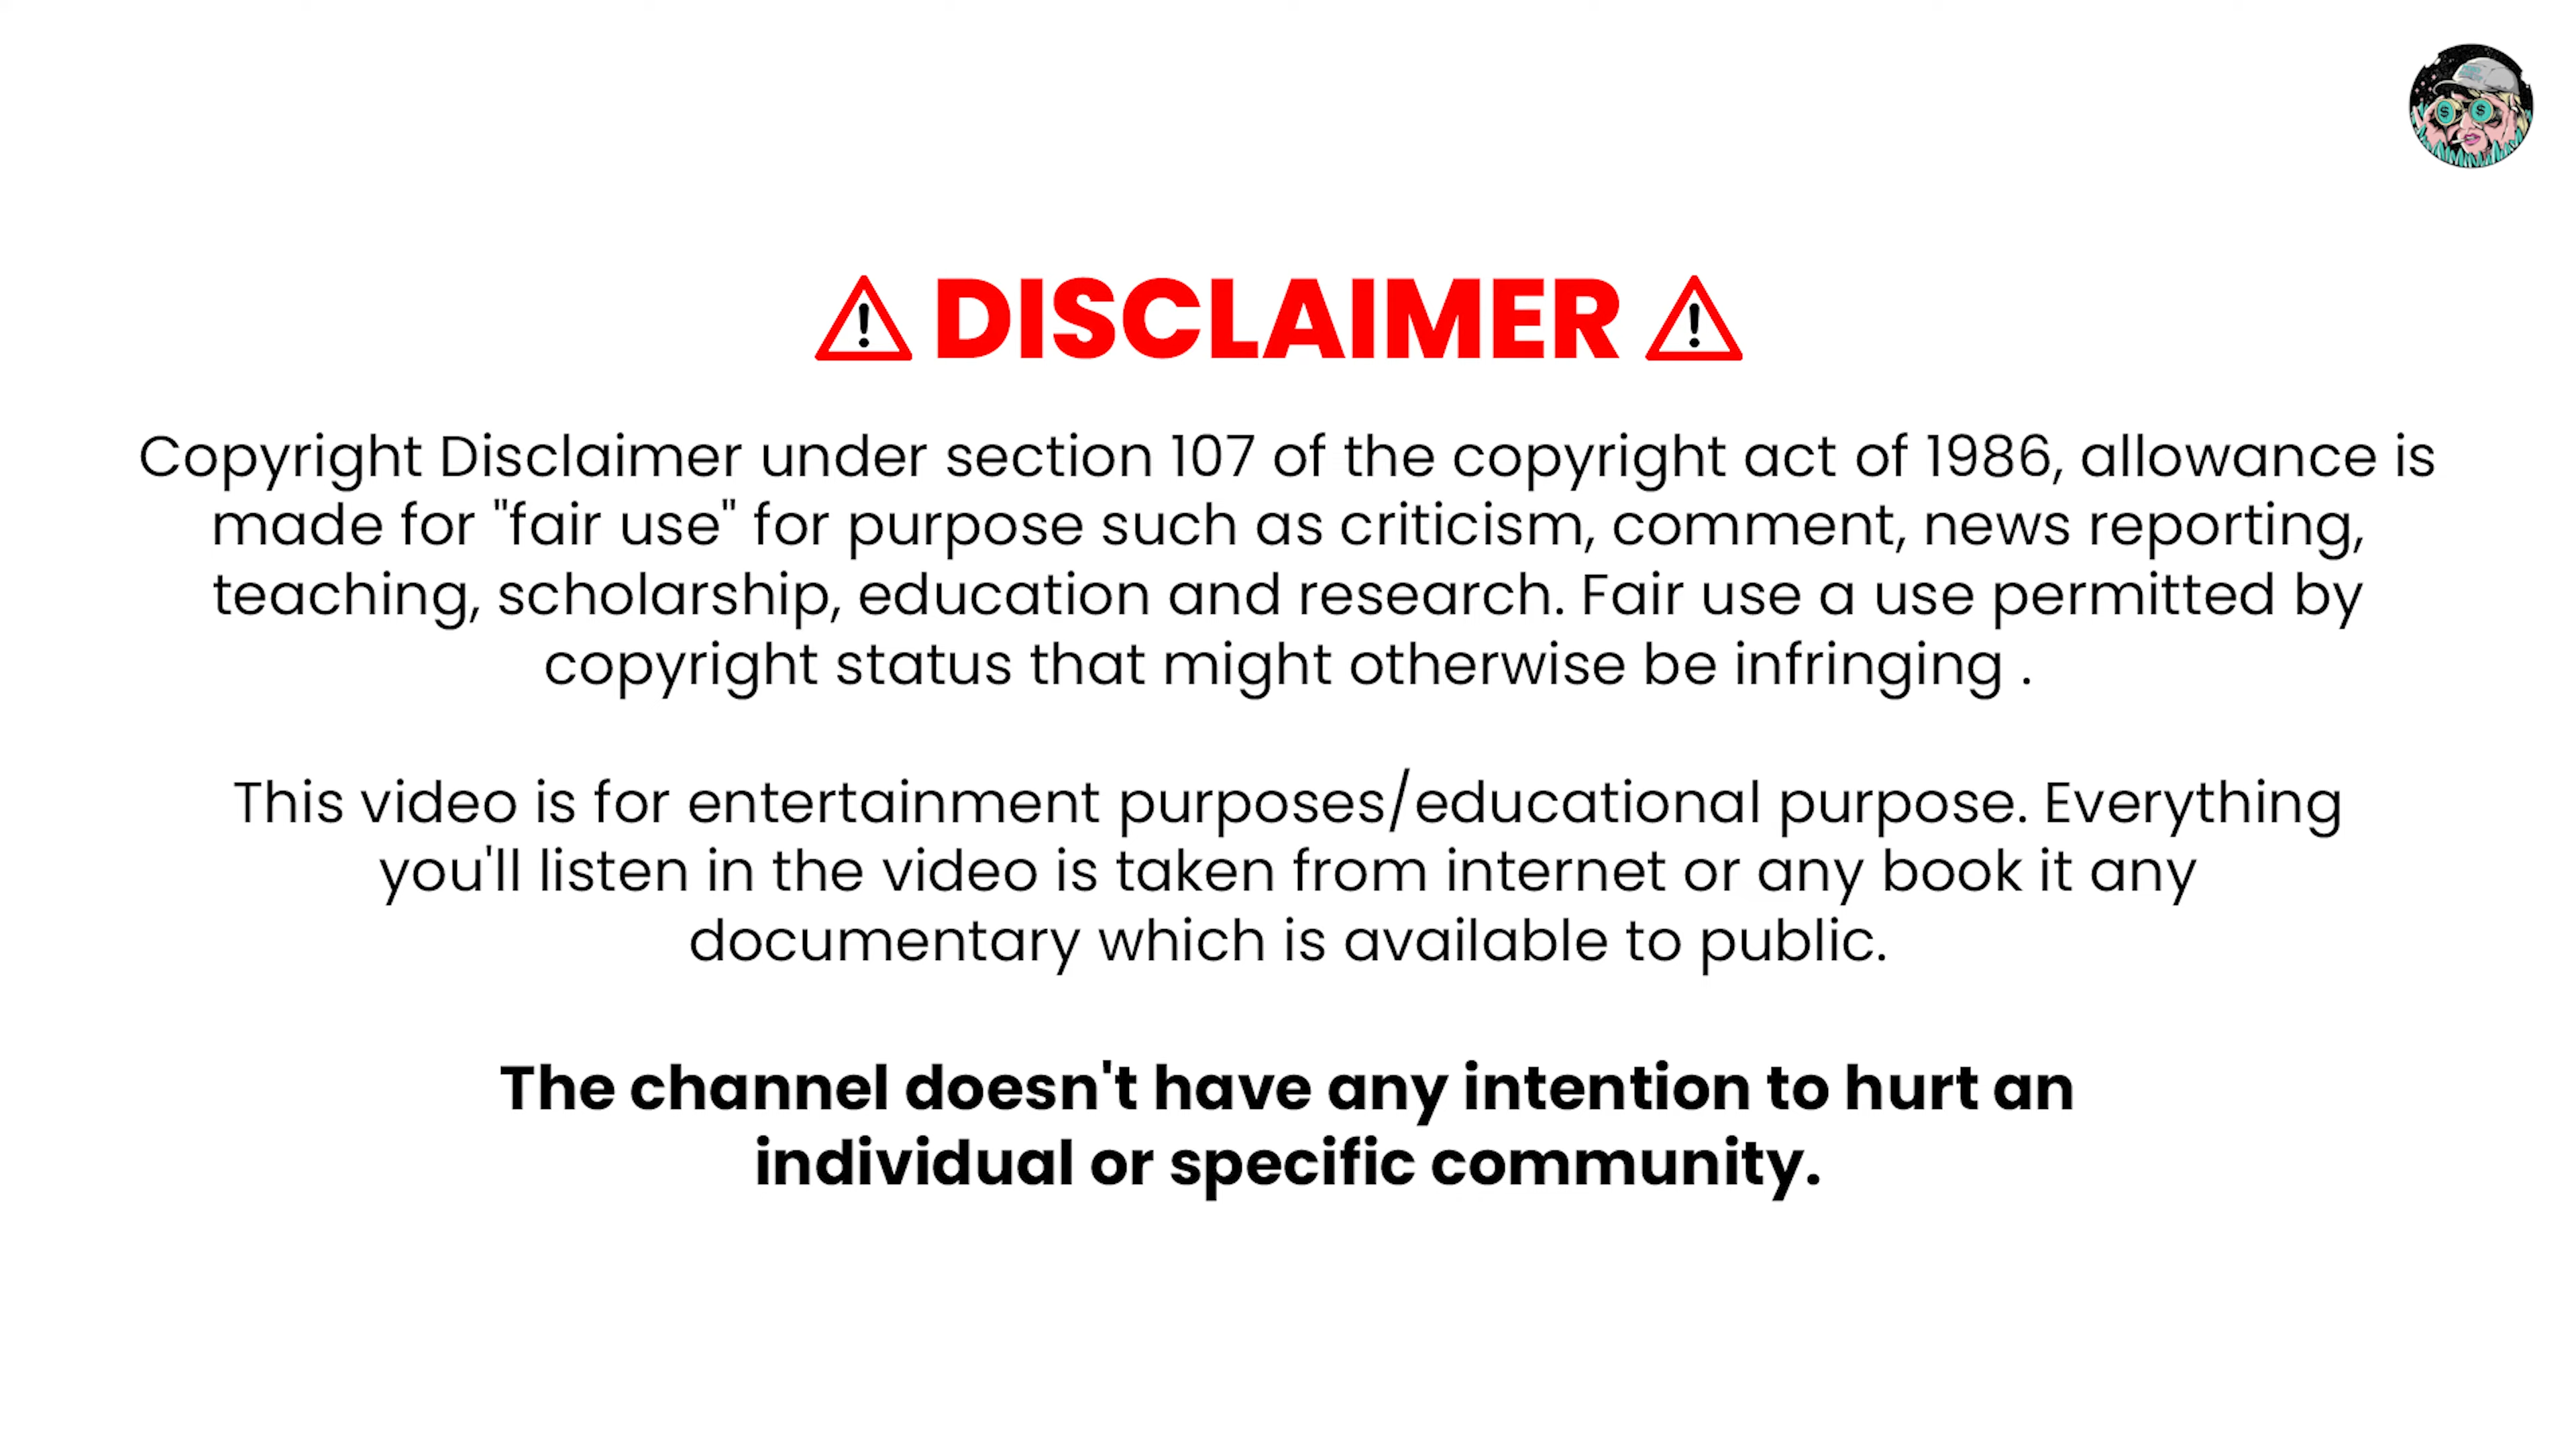 DISCLAIMER
Copyright Disclaimer under section 107 of the copyright act of 1986, allowance is
made for "fair use" for purpose such as criticism, comment, news reporting,
teaching, scholarship, education and research. Fair use a use permitted by
copyright status that might otherwise be infringing .
This video is for entertainment purposes/educational purpose. Everything
you'll listen in the video is taken from internet or any book it any
documentary which is available to public.
The channel doesn't have any intention to hurt an
individual or specific community.